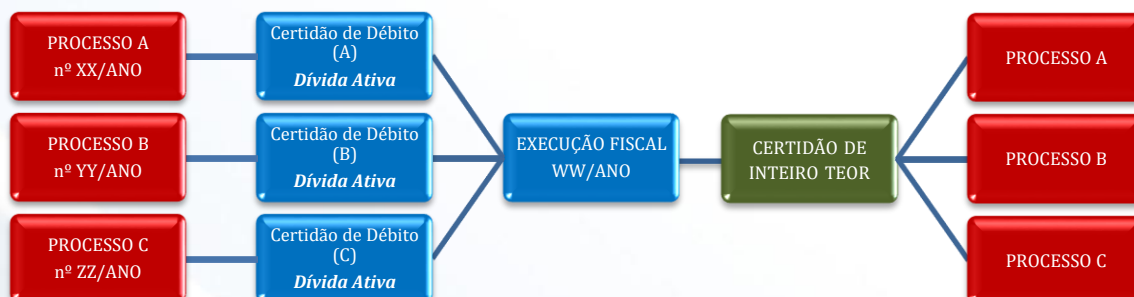 PROCESSO A
nº XX/ANO
Certidão de Débito
(A)
Dívida Ativa
PROCESSO A
PROCESSO B
nº YY/ANO
Certidão de Débito
(B)
Dívida Ativa
EXECUÇÃO FISCAL
WW/ANO
CERTIDÃO DE
INTEIRO TEOR
PROCESSO B
PROCESSO C
nº ZZ/ANO
Certidão de Débito
(C)
Dívida Ativa
PROCESSO C